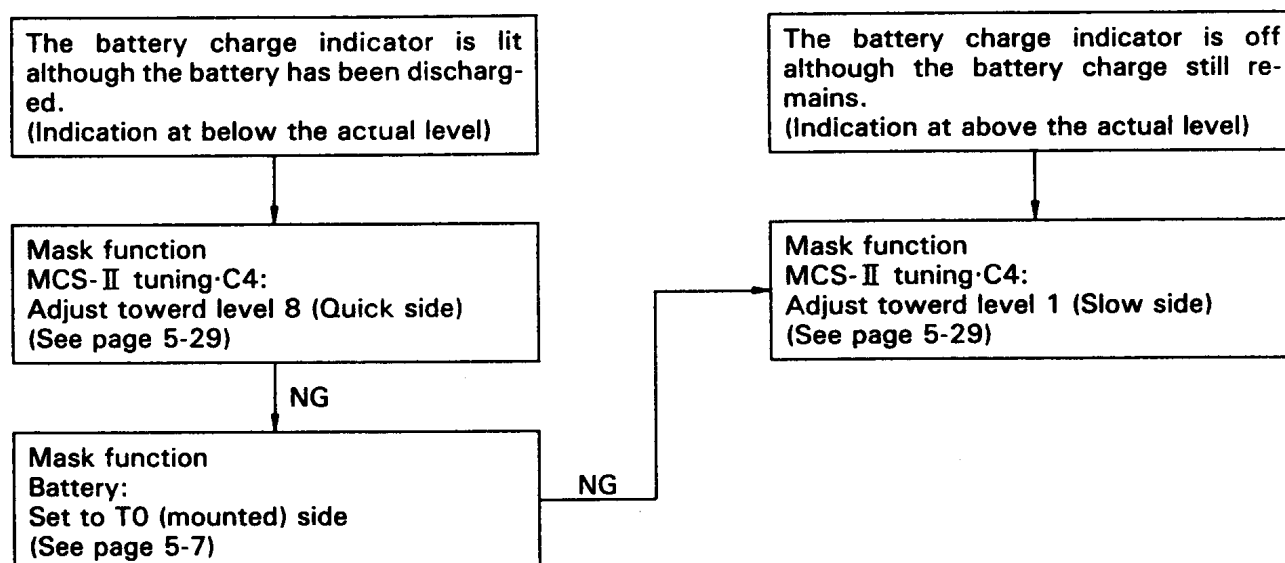 The battery charge indicator is lit
although the battery has been discharg-
ed.
(Indication at below the actual level)
Mask function
MCS-Ⅱ tuning·C4:
Adjust towerd level 8 (Quick side)
(See page 5-29)
NG
Mask function
Battery:
Set to TO (mounted) side
(See page 5-7)
NG
The battery charge indicator is off
although the battery charge still re-
mains.
(Indication at above the actual level)
Mask function
MCS-Ⅱ tuning·C4:
Adjust towerd level 1 (Slow side)
(See page 5-29)